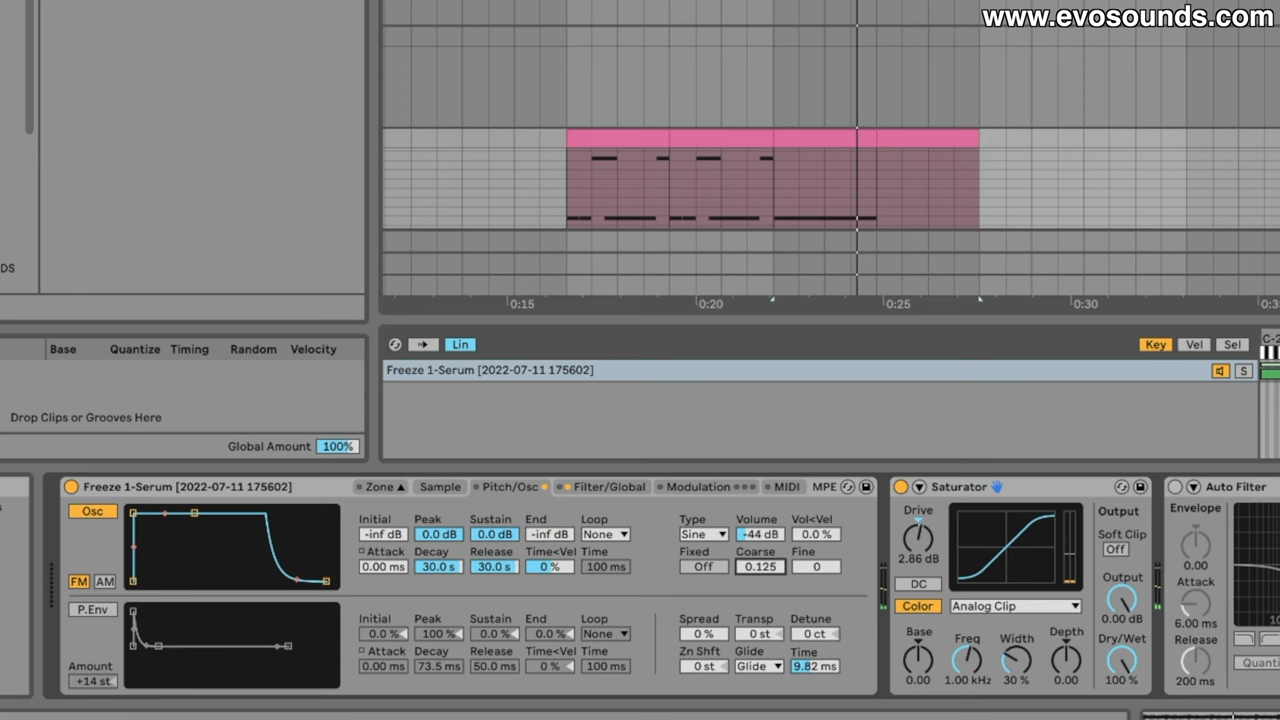 www.evosounds.com
DS
0:15 0:20 0:25 0:30
Base Quantize Timing Random Velocity
Lin Key Vel Sel C-2
Freeze 1-Serum [2022-07-11 175602] S
Drop Clips or Grooves Here
Global Amount 100%
Freeze 1-Serum [2022-07-11 175602] Zone Sample Pitch/Osc Filter/Global Modulation MIDI MPE
Osc
FM AM
Initial Peak Sustain End Loop
-inf dB 0.0 dB 0.0 dB -inf dB None
Attack Decay Release Time<Vel Time
0.00 ms 30.0 s 30.0 s 0 % 100 ms
Type Volume Vol<Vel
Sine -44 dB 0.0 %
Fixed Coarse Fine
Off 0.125 0
P.Env
Amount
+14 st
Initial Peak Sustain End Loop
0.0 % 100 % 0.0 % 0.0 % None
Attack Decay Release Time<Vel Time
0.00 ms 73.5 ms 50.0 ms 0 % 100 ms
Spread Transp Detune
0 % 0 st 0 ct
Zn Shft Glide Time
0 st Glide 9.82 ms
Saturator
Drive
2.86 dB
DC
Color Analog Clip
Base Freq Width Depth
0.00 1.00 kHz 30 % 0.00
Output
Soft Clip
Off
Output
0.00 dB
Dry/Wet
100 %
Auto Filter
Envelope
0.00
Attack
6.00 ms
Release
200 ms